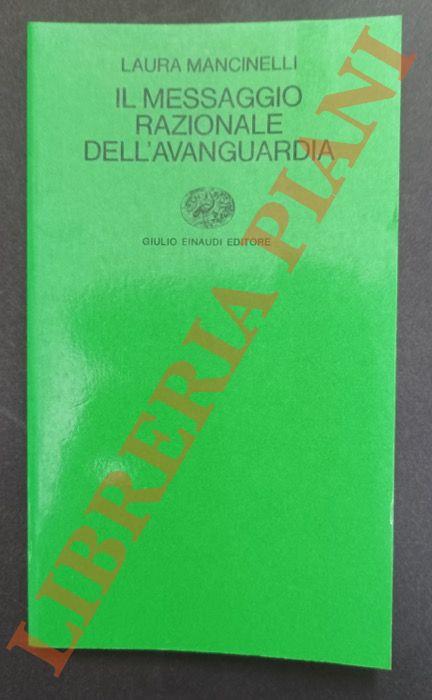 LAURA MANCINELLI
IL MESSAGGIO
RAZIONALE
DELL'AVANGUARDIA
GIULIO EINAUDI EDITORE
LIBRERIA PIANI